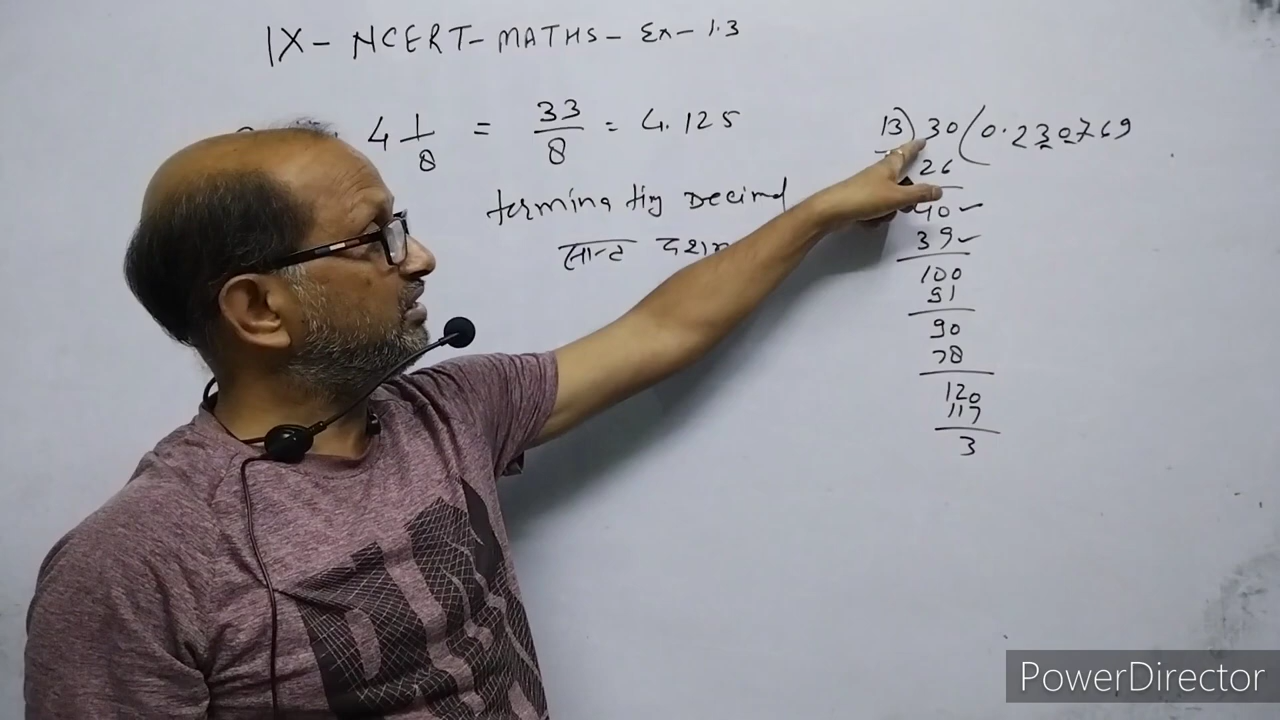 IX - NCERT - MATHS - Ex - 1.3
4 1/8 = 33/8 = 4.125
terminating Decimal
सान्त दशम
13) 30 ( 0.230769
26
40 ✓
39 ✓
100
91
90
78
120
117
3
PowerDirector